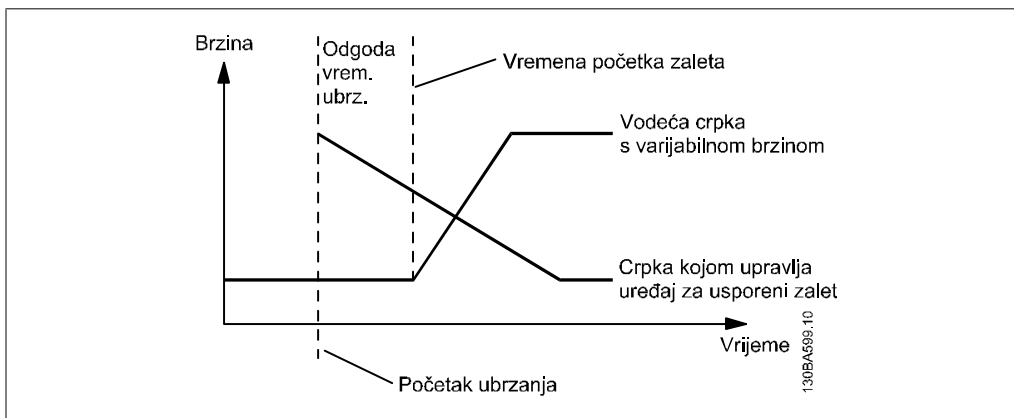 Brzina
Odgoda
vrem.
ubrz.
Vremena početka zaleta
Vodeća crpka
s varijabilnom brzinom
Crpka kojom upravlja
uređaj za usporeni zalet
Vrijeme
130BA599.10
Početak ubrzanja